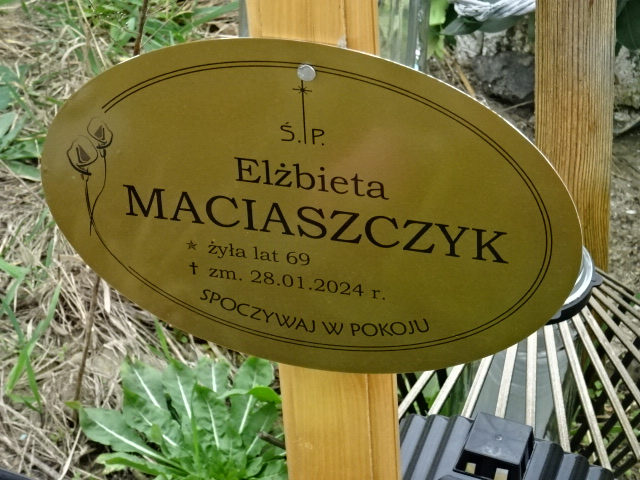 Ś. P.
Elżbieta
MACIASZCZYK
★ żyła lat 69
✝ zm. 28.01.2024 r.
SPOCZYWAJ W POKOJU